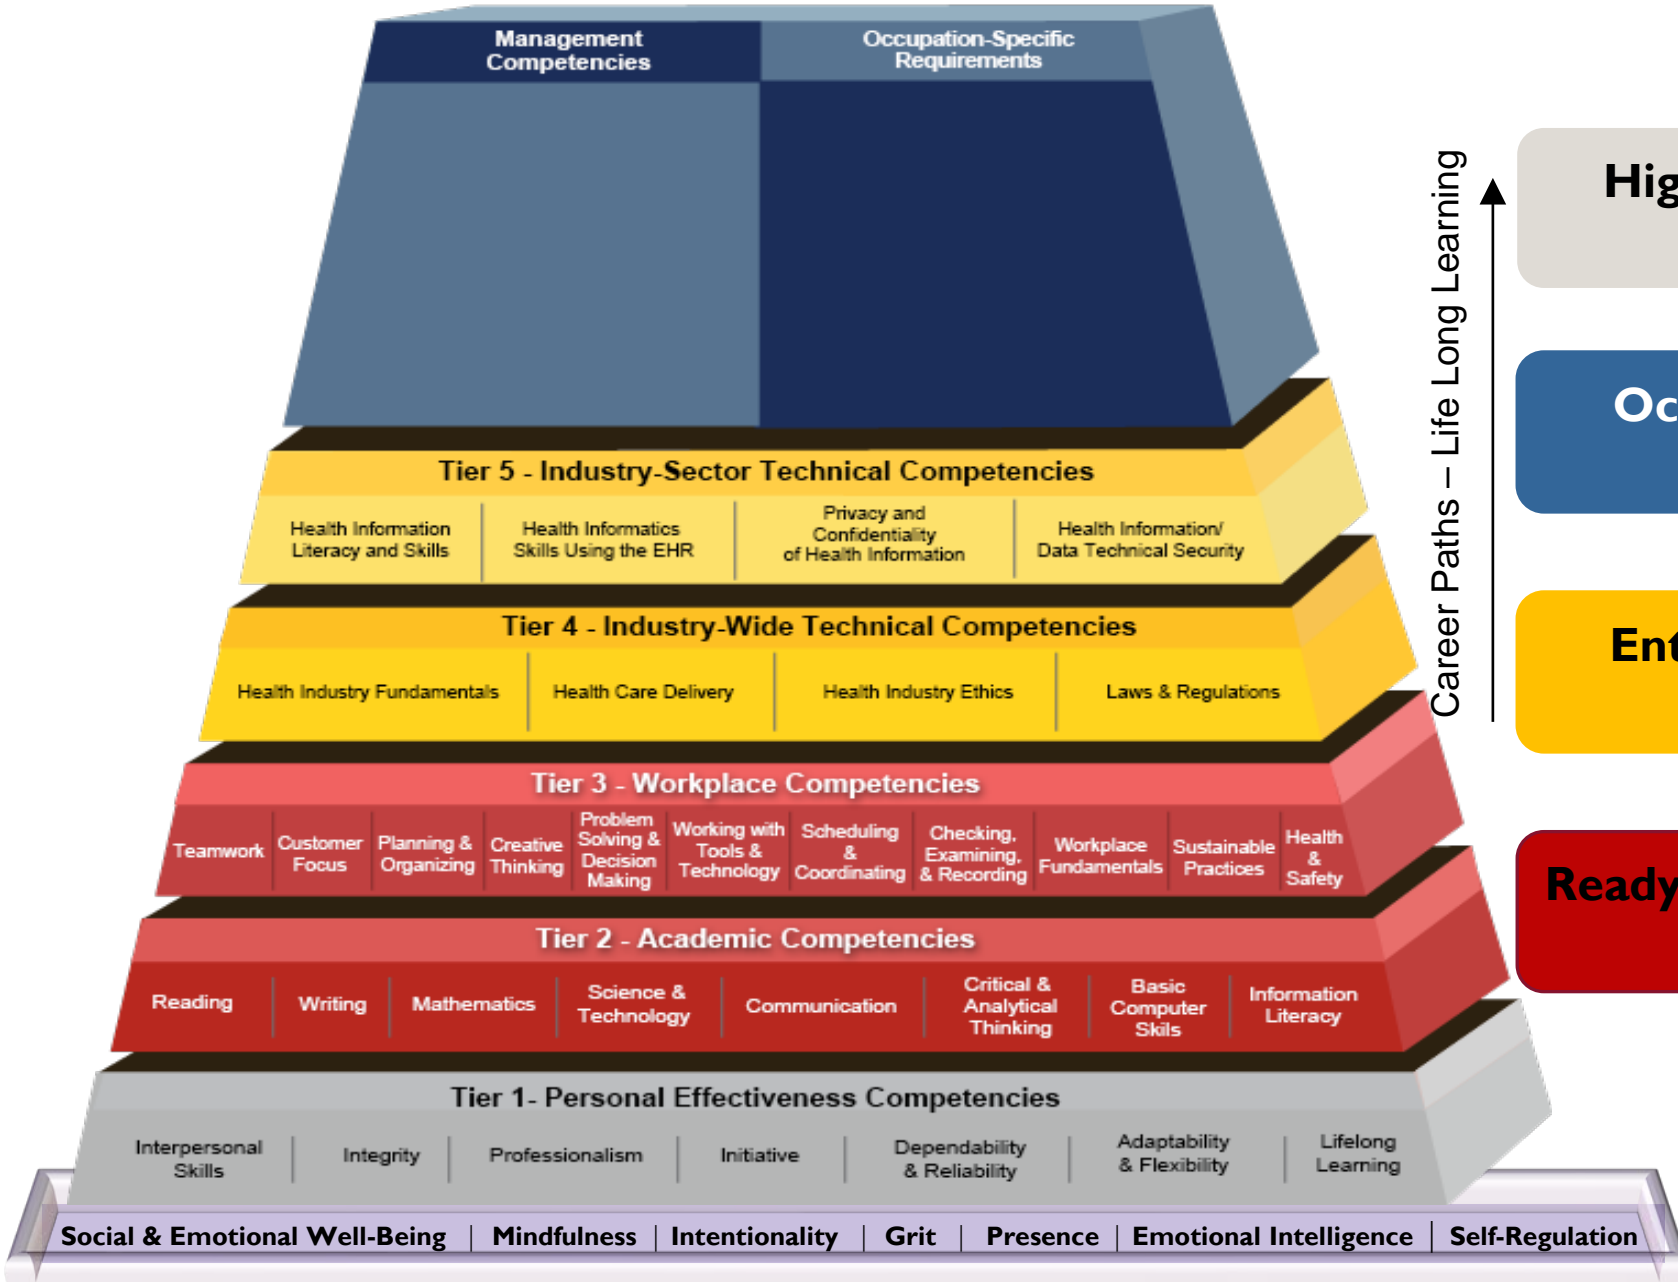 Management
Competencies
Occupation-Specific
Requirements
Tier 5 - Industry-Sector Technical Competencies
Health Information
Literacy and Skills
Health Informatics
Skills Using the EHR
Privacy and
Confidentiality
of Health Information
Health Information/
Data Technical Security
Tier 4 - Industry-Wide Technical Competencies
Health Industry Fundamentals
Health Care Delivery
Health Industry Ethics
Laws & Regulations
Tier 3 - Workplace Competencies
Teamwork
Customer
Focus
Planning &
Organizing
Creative
Thinking
Problem
Solving &
Decision
Making
Working with
Tools &
Technology
Scheduling
&
Coordinating
Checking,
Examining,
& Recording
Workplace
Fundamentals
Sustainable
Practices
Health
&
Safety
Tier 2 - Academic Competencies
Reading
Writing
Mathematics
Science &
Technology
Communication
Critical &
Analytical
Thinking
Basic
Computer
Skils
Information
Literacy
Tier 1- Personal Effectiveness Competencies
Interpersonal
Skills
Integrity
Professionalism
Initiative
Dependability
& Reliability
Adaptability
& Flexibility
Lifelong
Learning
Social & Emotional Well-Being | Mindfulness | Intentionality | Grit | Presence | Emotional Intelligence | Self-Regulation
Career Paths – Life Long Learning
Hig
Oc
Ent
Ready